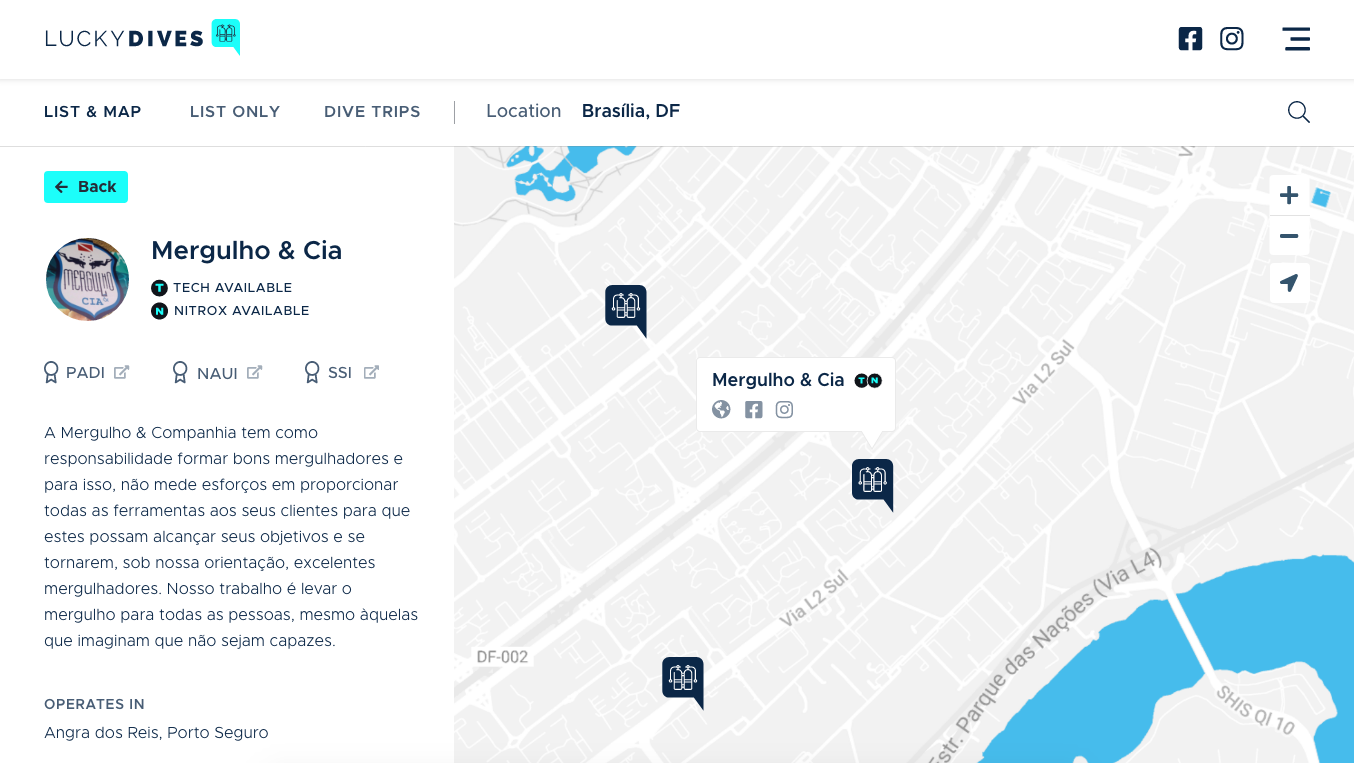 LUCKYDIVES
LIST & MAP
LIST ONLY
DIVE TRIPS
Location
Brasília, DF
Back
MERGULHO
CIA
Mergulho & Cia
T TECH AVAILABLE
N NITROX AVAILABLE
PADI
NAUI
SSI
A Mergulho & Companhia tem como
responsabilidade formar bons mergulhadores e
para isso, não mede esforços em proporcionar
todas as ferramentas aos seus clientes para que
estes possam alcançar seus objetivos e se
tornarem, sob nossa orientação, excelentes
mergulhadores. Nosso trabalho é levar o
mergulho para todas as pessoas, mesmo àquelas
que imaginam que não sejam capazes.
OPERATES IN
Angra dos Reis, Porto Seguro
Mergulho & Cia T N
Via L2 Sul
Via L2 Sul
Estr. Parque das Nações (Via L4)
DF-002
SHIS QI 10